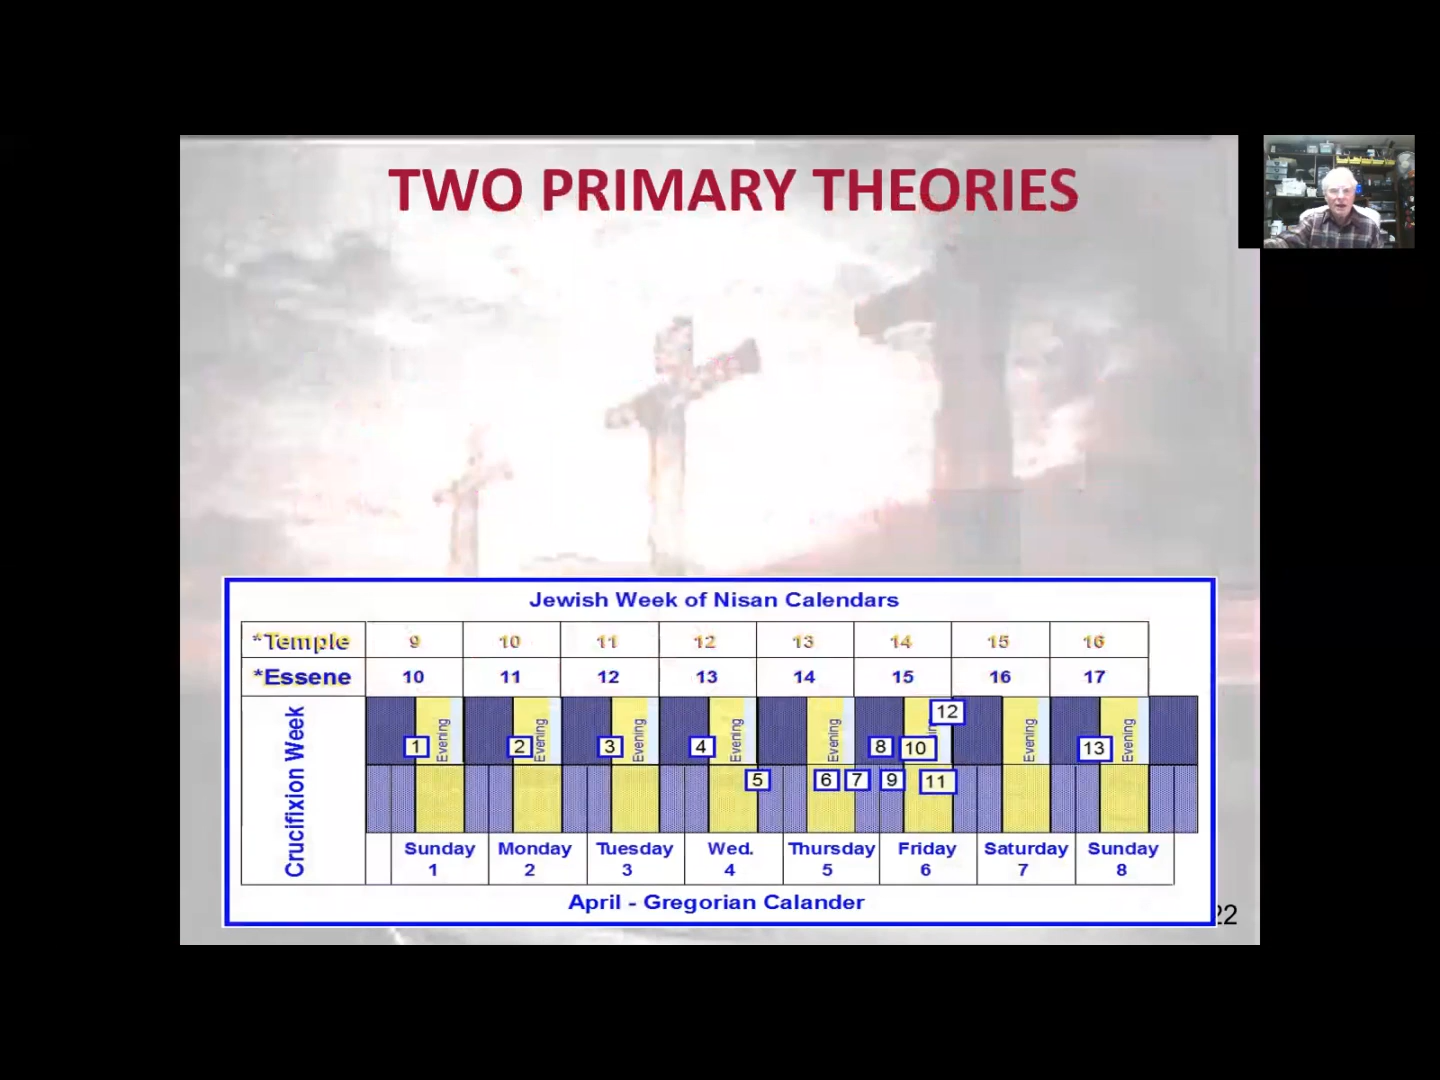 TWO PRIMARY THEORIES
Jewish Week of Nisan Calendars
*Temple 9 10 11 12 13 14 15 16
*Essene 10 11 12 13 14 15 16 17
Crucifixion Week
Evening Evening Evening Evening Evening Evening Evening
12
1 2 3 4 8 10 13
5 6 7 9 11
Sunday Monday Tuesday Wed. Thursday Friday Saturday Sunday
1 2 3 4 5 6 7 8
April - Gregorian Calander
22